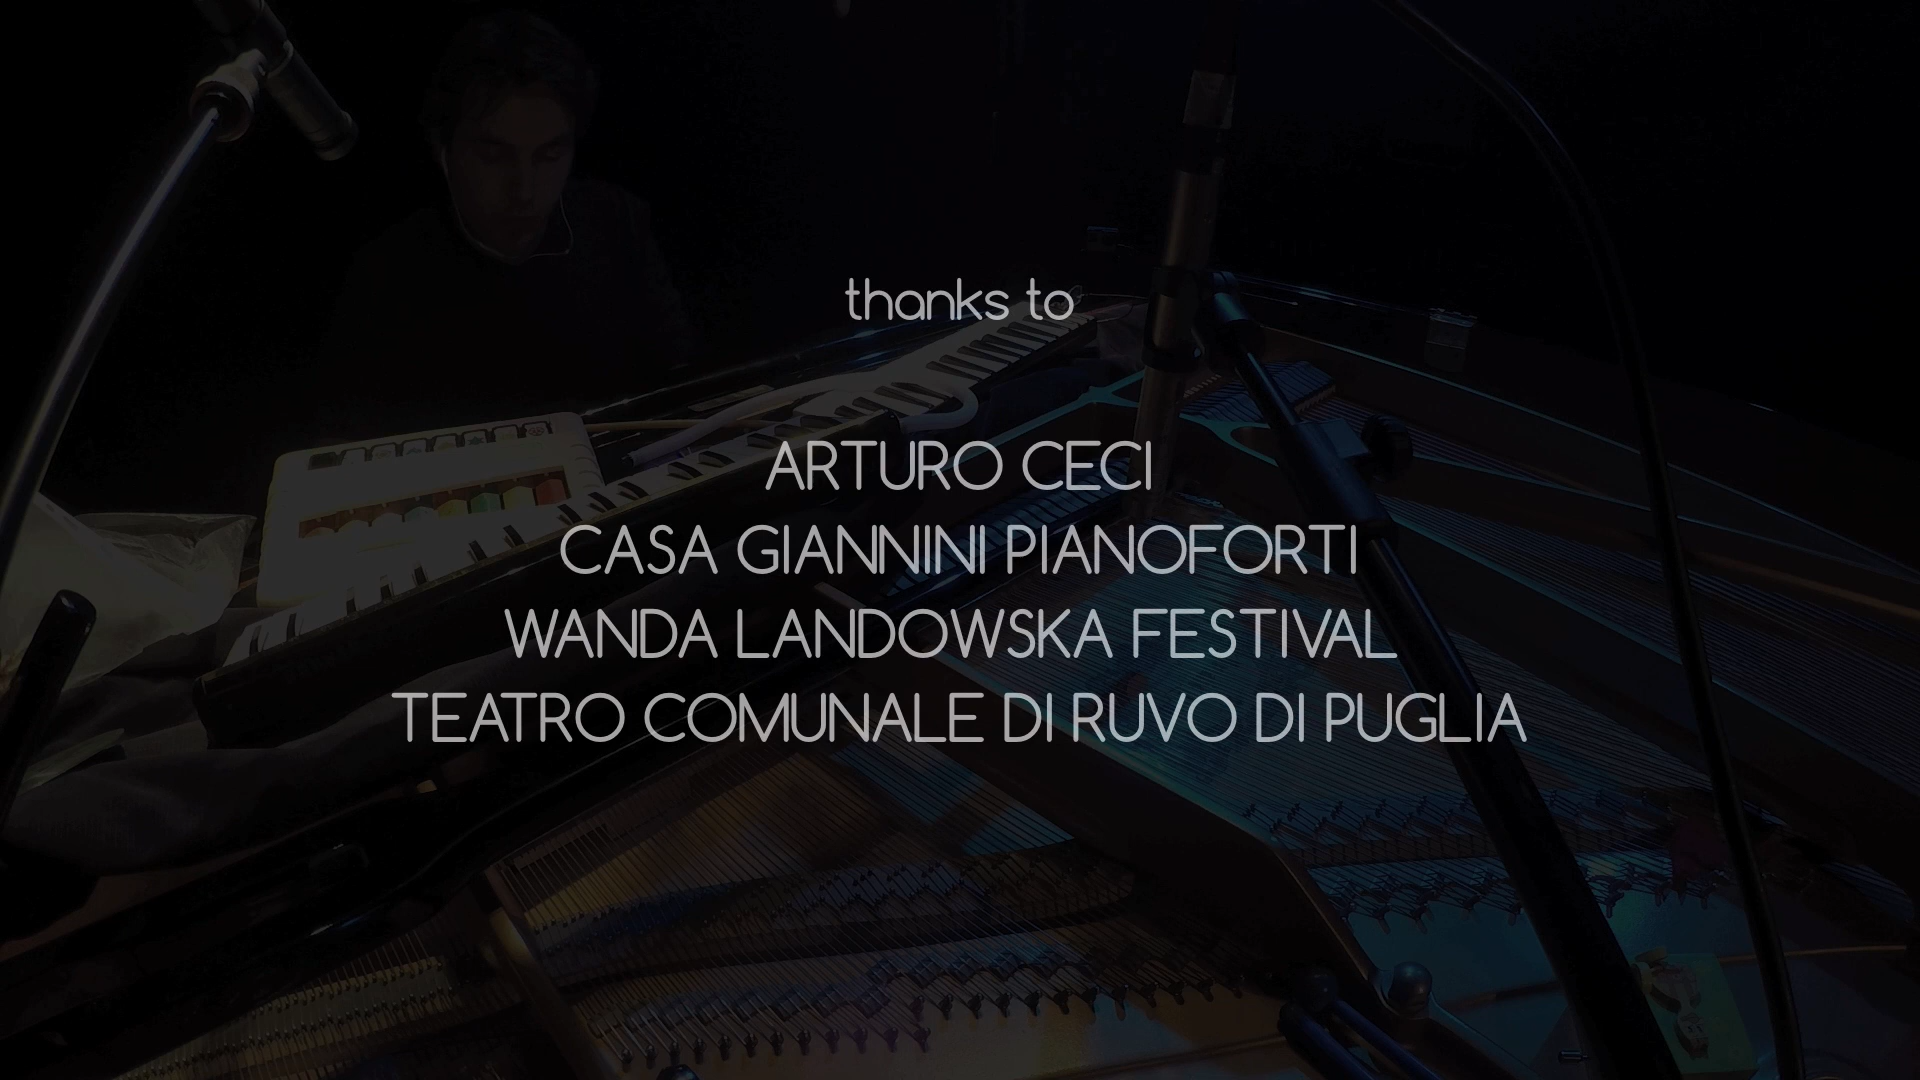 thanks to
ARTURO CECI
CASA GIANNINI PIANOFORTI
WANDA LANDOWSKA FESTIVAL
TEATRO COMUNALE DI RUVO DI PUGLIA